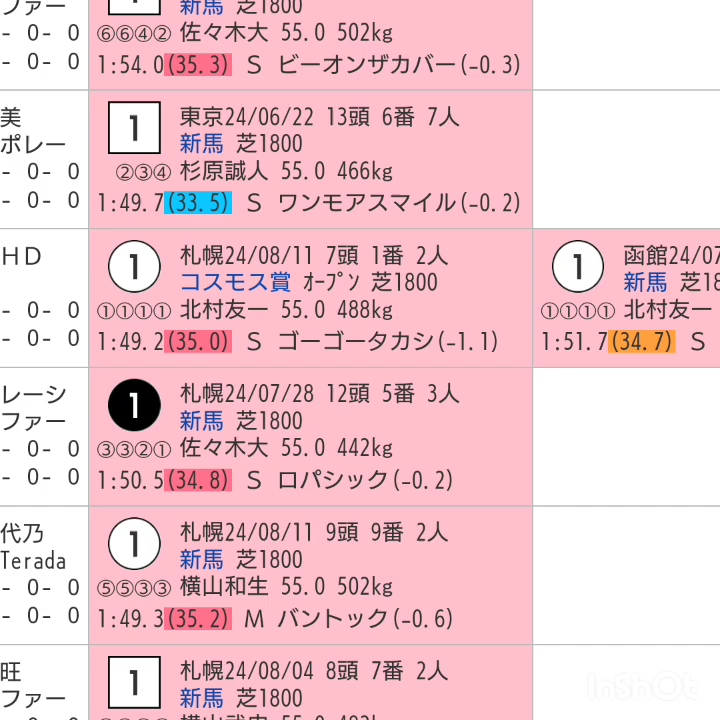 ファー 1 新馬 芝1800
- 0- 0 ⑥⑥④② 佐々木大 55.0 502kg
- 0- 0 1:54.0(35.3) S ビーオンザカバー(-0.3)
美 1 東京24/06/22 13頭 6番 7人
ポレー 新馬 芝1800
- 0- 0 ②③④ 杉原誠人 55.0 466kg
- 0- 0 1:49.7(33.5) S ワンモアスマイル(-0.2)
HD 1 札幌24/08/11 7頭 1番 2人 1 函館24/07
コスモス賞 オープン 芝1800 新馬 芝18
- 0- 0 ①①①① 北村友一 55.0 488kg ①①①① 北村友一
- 0- 0 1:49.2(35.0) S ゴーゴータカシ(-1.1) 1:51.7(34.7) S
レーシ 1 札幌24/07/28 12頭 5番 3人
ファー 新馬 芝1800
- 0- 0 ③③②① 佐々木大 55.0 442kg
- 0- 0 1:50.5(34.8) S ロパシック(-0.2)
代乃 1 札幌24/08/11 9頭 9番 2人
Terada 新馬 芝1800
- 0- 0 ⑤⑤③③ 横山和生 55.0 502kg
- 0- 0 1:49.3(35.2) M バントック(-0.6)
旺 1 札幌24/08/04 8頭 7番 2人
ファー 新馬 芝1800
InShOt